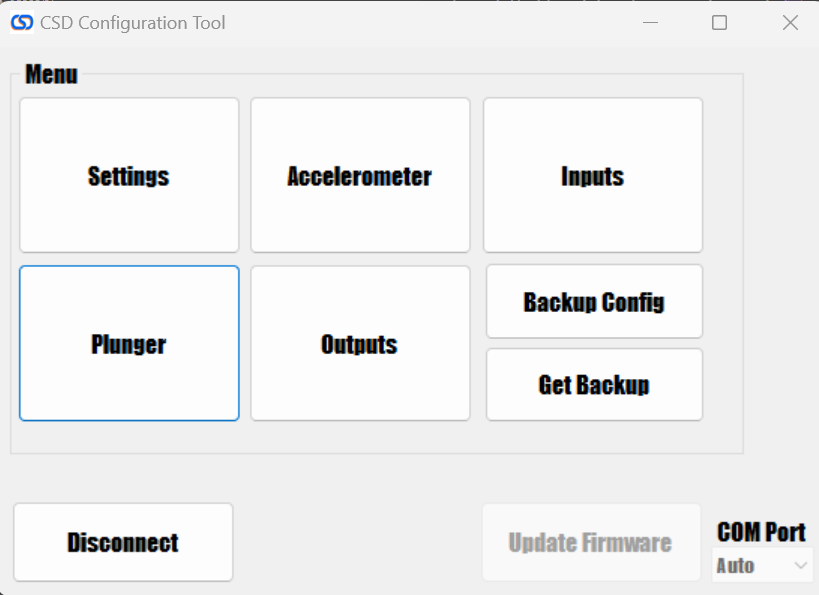 CSD CSD Configuration Tool
Menu
Settings
Accelerometer
Inputs
Plunger
Outputs
Backup Config
Get Backup
Disconnect
Update Firmware
COM Port
Auto